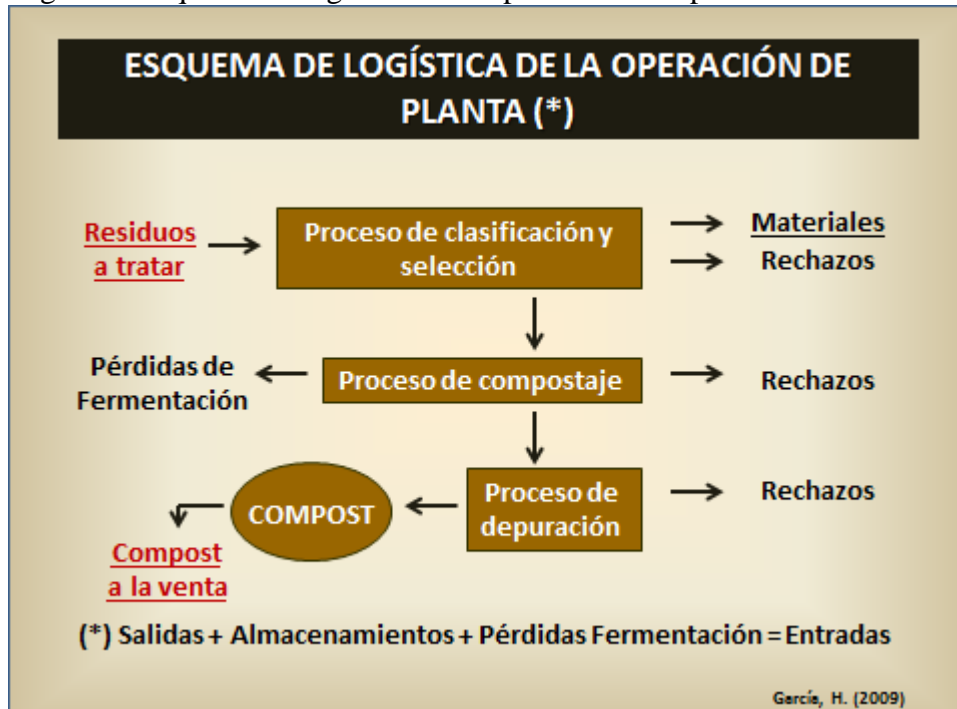 ESQUEMA DE LOGÍSTICA DE LA OPERACIÓN DE
PLANTA (*)
Residuos
a tratar
Proceso de clasificación y
selección
Materiales
Rechazos
Pérdidas de
Fermentación
Proceso de compostaje
Rechazos
COMPOST
Proceso de
depuración
Rechazos
Compost
a la venta
(*) Salidas + Almacenamientos + Pérdidas Fermentación = Entradas
García, H. (2009)